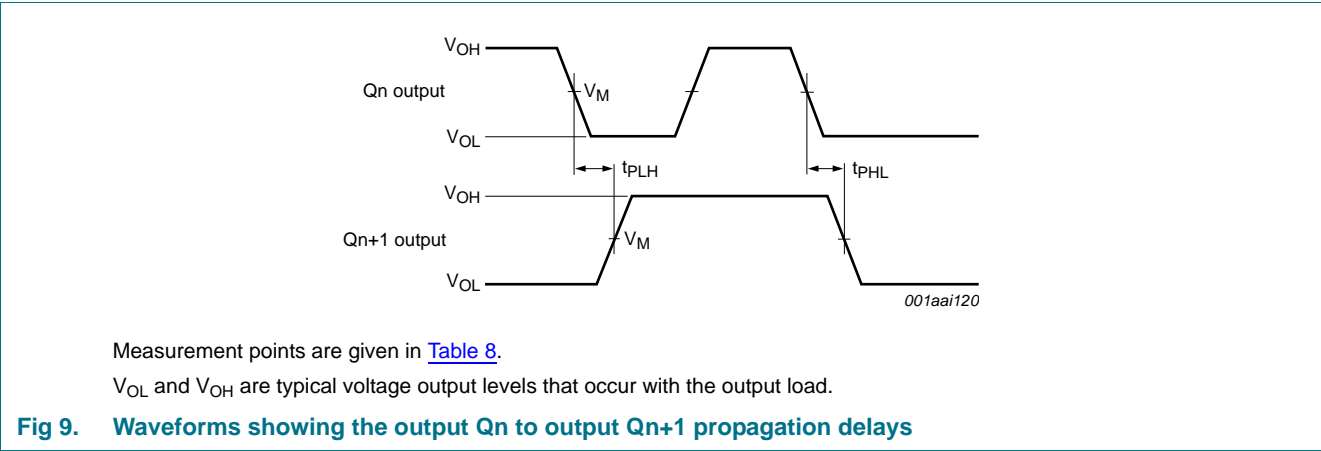 VOH
Qn output
VM
VOL
tPLH
tPHL
VOH
Qn+1 output
VM
VOL
001aai120
Measurement points are given in Table 8.
VOL and VOH are typical voltage output levels that occur with the output load.
Fig 9. Waveforms showing the output Qn to output Qn+1 propagation delays